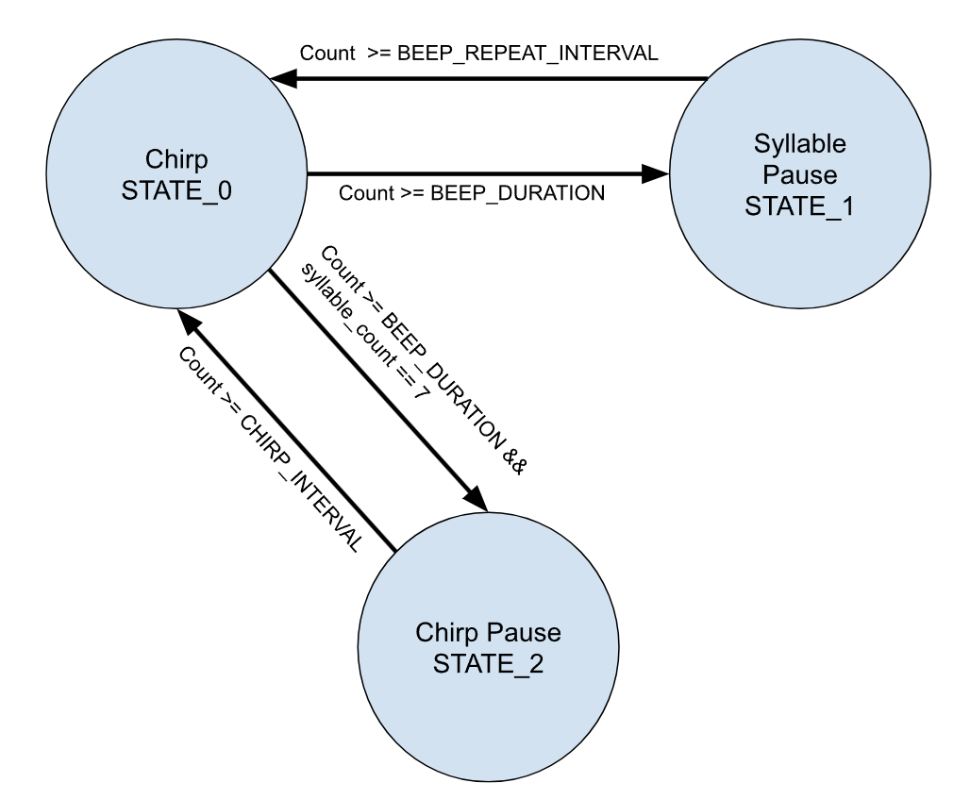 Count >= BEEP_REPEAT_INTERVAL
Chirp
STATE_0
Syllable
Pause
STATE_1
Count >= BEEP_DURATION
Count >= BEEP_DURATION &&
syllable_count == 7
Count >= CHIRP_INTERVAL
Chirp Pause
STATE_2